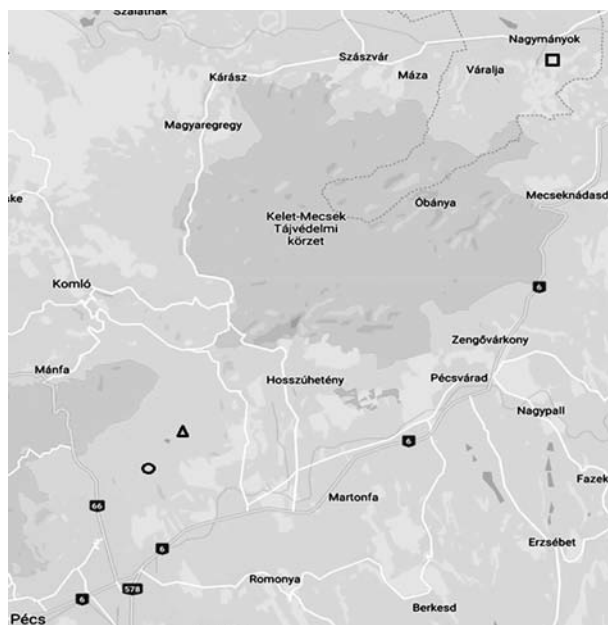 Szalatnak
Nagymányok
Szászvár
Kárász
Máza
Váralja
Magyaregregy
ske
Óbánya
Mecseknádasd
Kelet-Mecsek
Tájvédelmi
körzet
Komló
6
Zengővárkony
Mánfa
Hosszúhetény
Pécsvárad
Nagypall
6
Fazek
66
Martonfa
Erzsébet
6
Romonya
578
6
Berkesd
Pécs